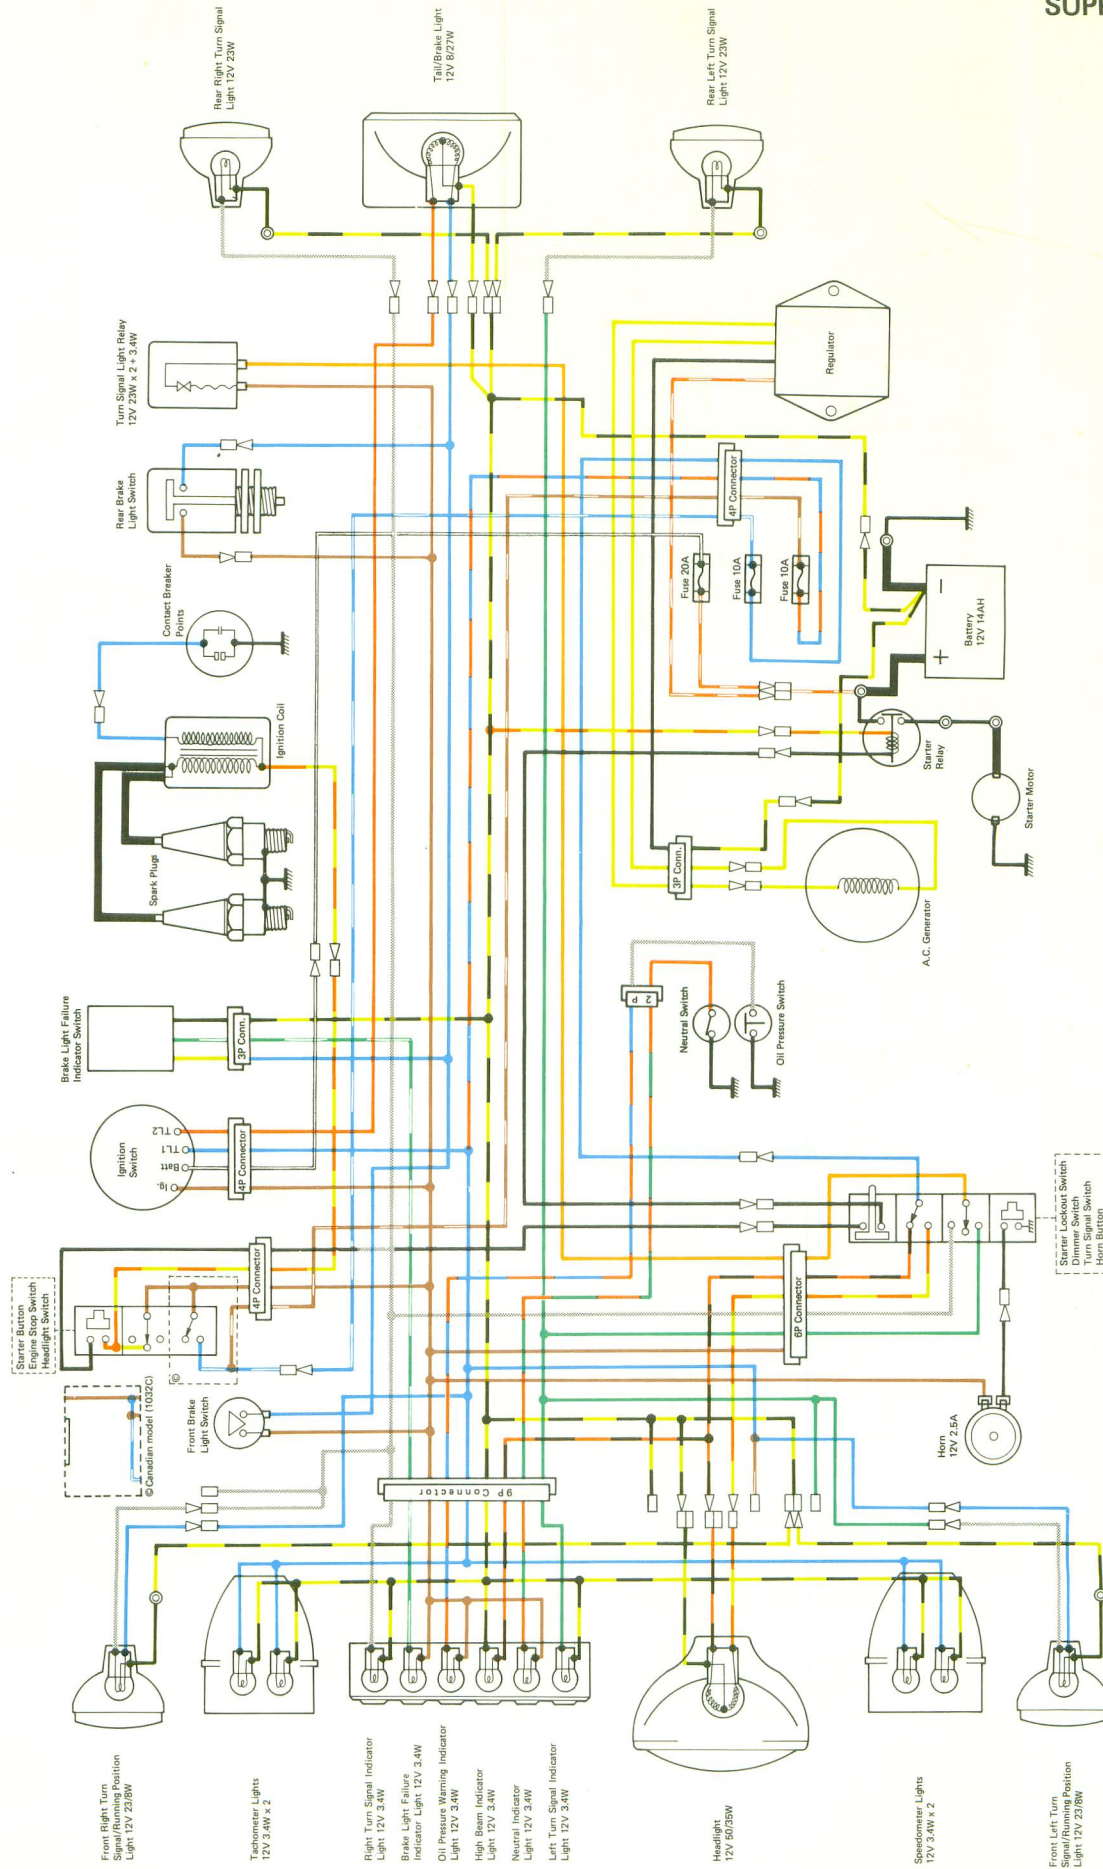 SUPE
Rear Right Turn Signal
Light 12V 23W
Tail/Brake Light
12V 8/27W
Rear Left Turn Signal
Light 12V 23W
Turn Signal Light Relay
12V 23W x 2 + 3.4W
Regulator
Rear Brake
Light Switch
4P Connector
Contact Breaker
Points
Fuse 20A
Fuse 10A
Fuse 10A
Battery
12V 14AH
+
−
Ignition Coil
Starter
Relay
Starter Motor
Spark Plugs
3P Conn.
A.C. Generator
Brake Light Failure
Indicator Switch
3P Conn.
2 P
Neutral Switch
Oil Pressure Switch
Ignition
Switch
TL2
TL1
Batt
Ig.
4P Connector
Starter Button
Engine Stop Switch
Headlight Switch
4P Connector
©
6P Connector
Starter Lockout Switch
Dimmer Switch
Turn Signal Switch
Horn Button
© Canadian model (1032C)
Front Brake
Light Switch
9P Connector
Horn
12V 2.5A
Front Right Turn
Signal/Running Position
Light 12V 23/8W
Tachometer Lights
12V 3.4W x 2
Right Turn Signal Indicator
Light 12V 3.4W
Brake Light Failure
Indicator Light 12V 3.4W
Oil Pressure Warning Indicator
Light 12V 3.4W
High Beam Indicator
Light 12V 3.4W
Neutral Indicator
Light 12V 3.4W
Left Turn Signal Indicator
Light 12V 3.4W
Headlight
12V 50/35W
Speedometer Lights
12V 3.4W x 2
Front Left Turn
Signal/Running Position
Light 12V 23/8W